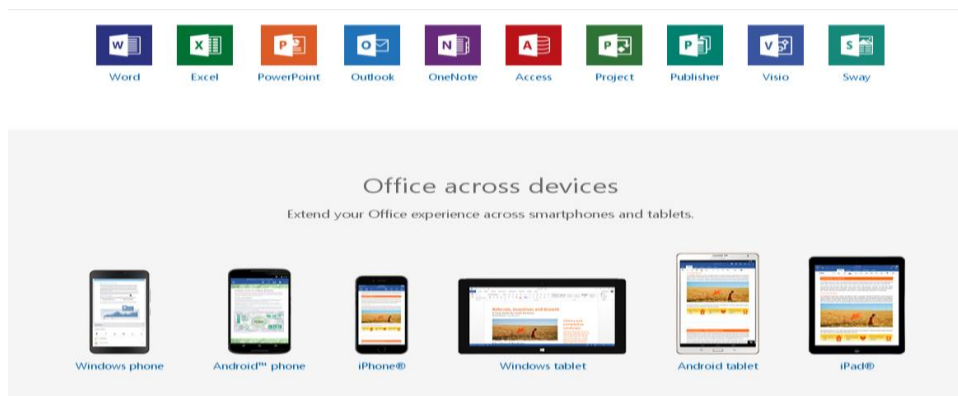 Word Excel PowerPoint Outlook OneNote Access Project Publisher Visio Sway
Office across devices
Extend your Office experience across smartphones and tablets.
Windows phone Android™ phone iPhone® Windows tablet Android tablet iPad®